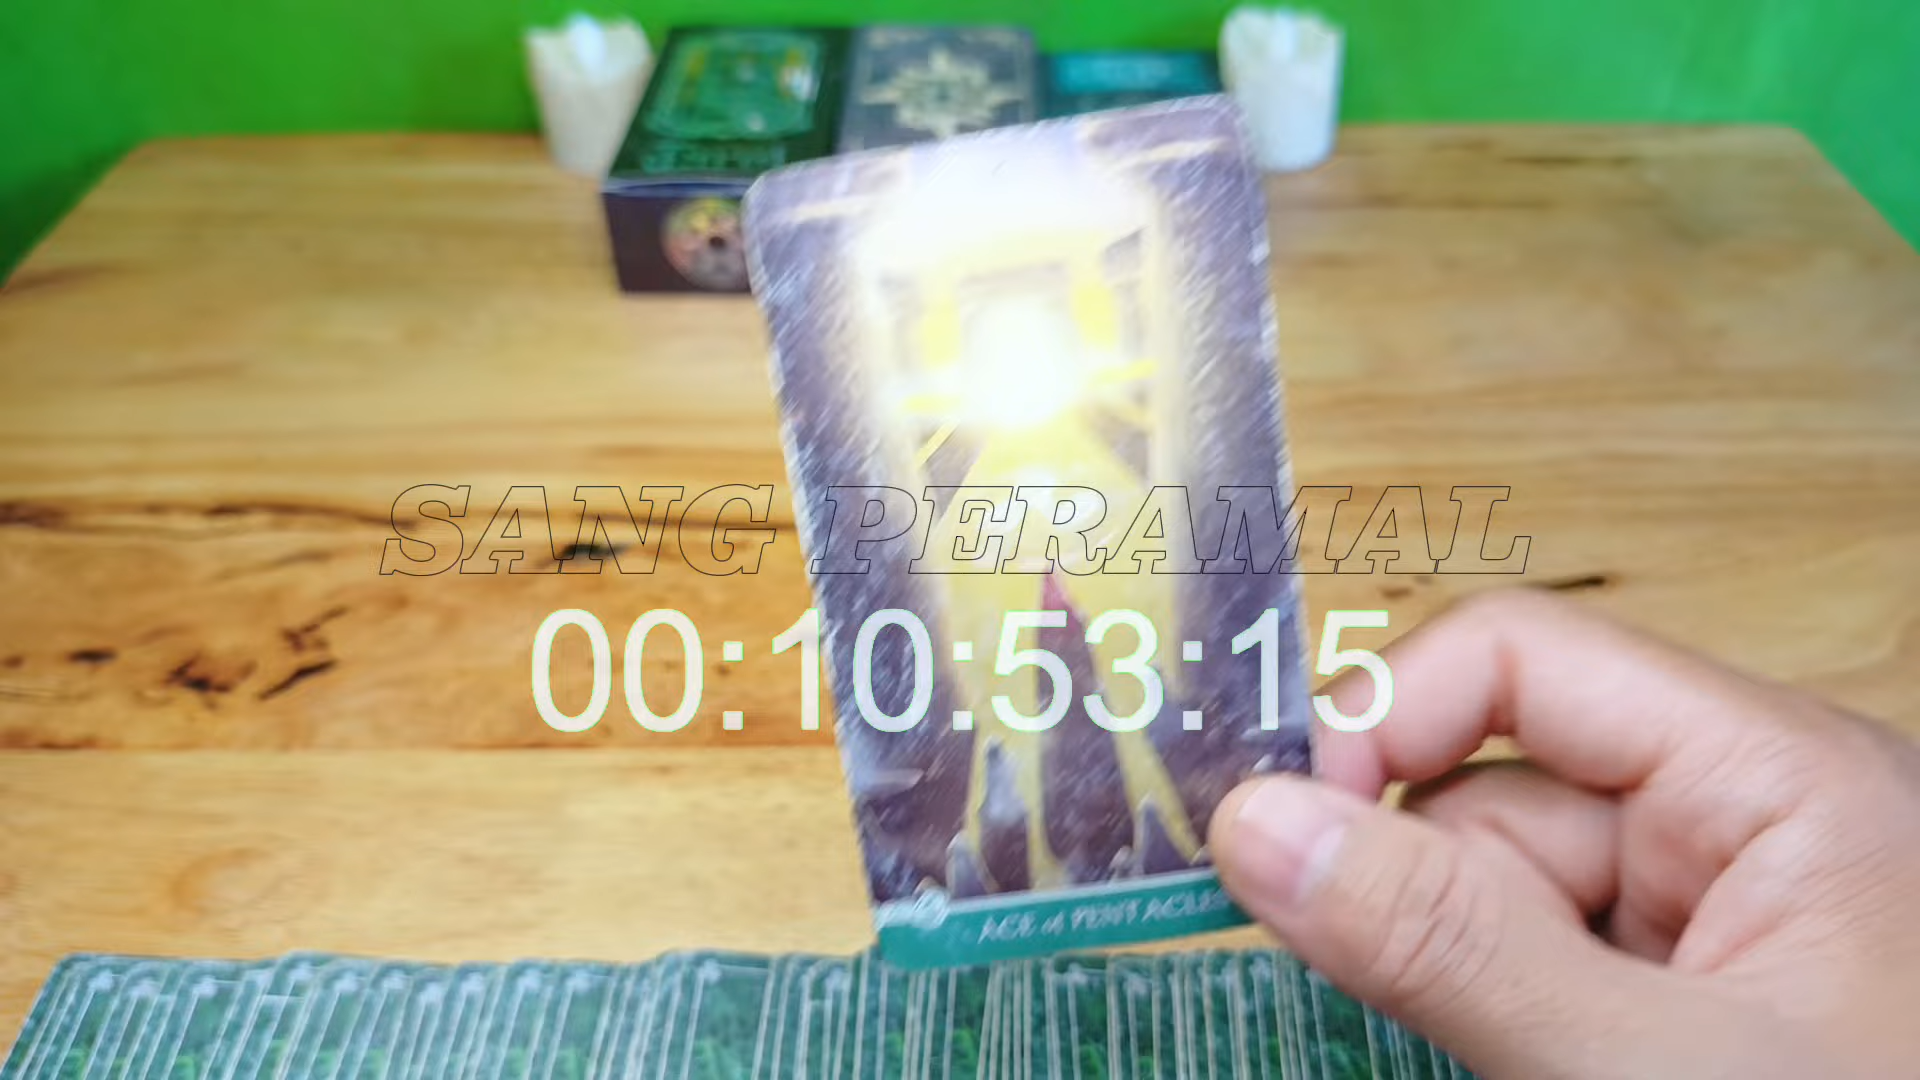 SANG PERAMAL
00:10:53:15
ACE of PENTACLES